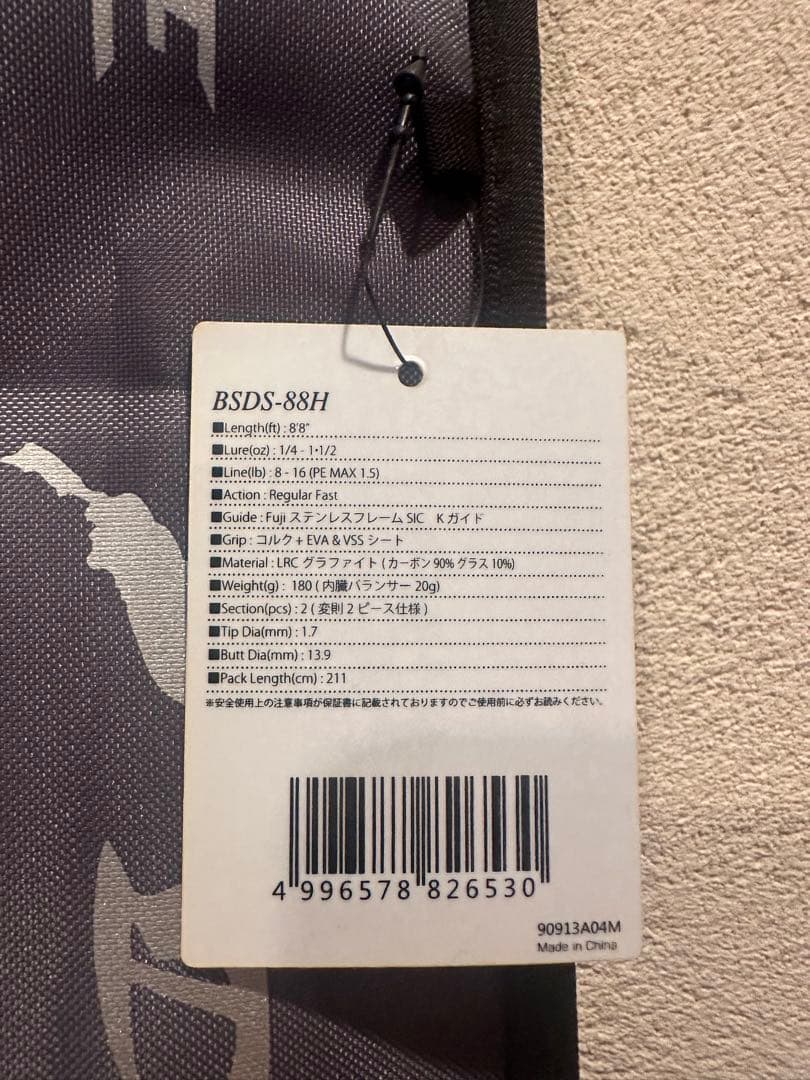 BSDS-88H
■Length(ft) : 8'8"
■Lure(oz) : 1/4 - 1･1/2
■Line(lb) : 8 - 16 (PE MAX 1.5)
■Action : Regular Fast
■Guide : Fuji ステンレスフレーム SIC K ガイド
■Grip : コルク + EVA & VSS シート
■Material : LRC グラファイト ( カーボン 90% グラス 10%)
■Weight(g) : 180 ( 内臓バランサー 20g)
■Section(pcs) : 2 ( 変則 2 ピース仕様 )
■Tip Dia(mm) : 1.7
■Butt Dia(mm) : 13.9
■Pack Length(cm) : 211
※安全使用上の注意事項が保証書に記載されておりますのでご使用前に必ずお読みください。
4 996578 826530
90913A04M
Made in China